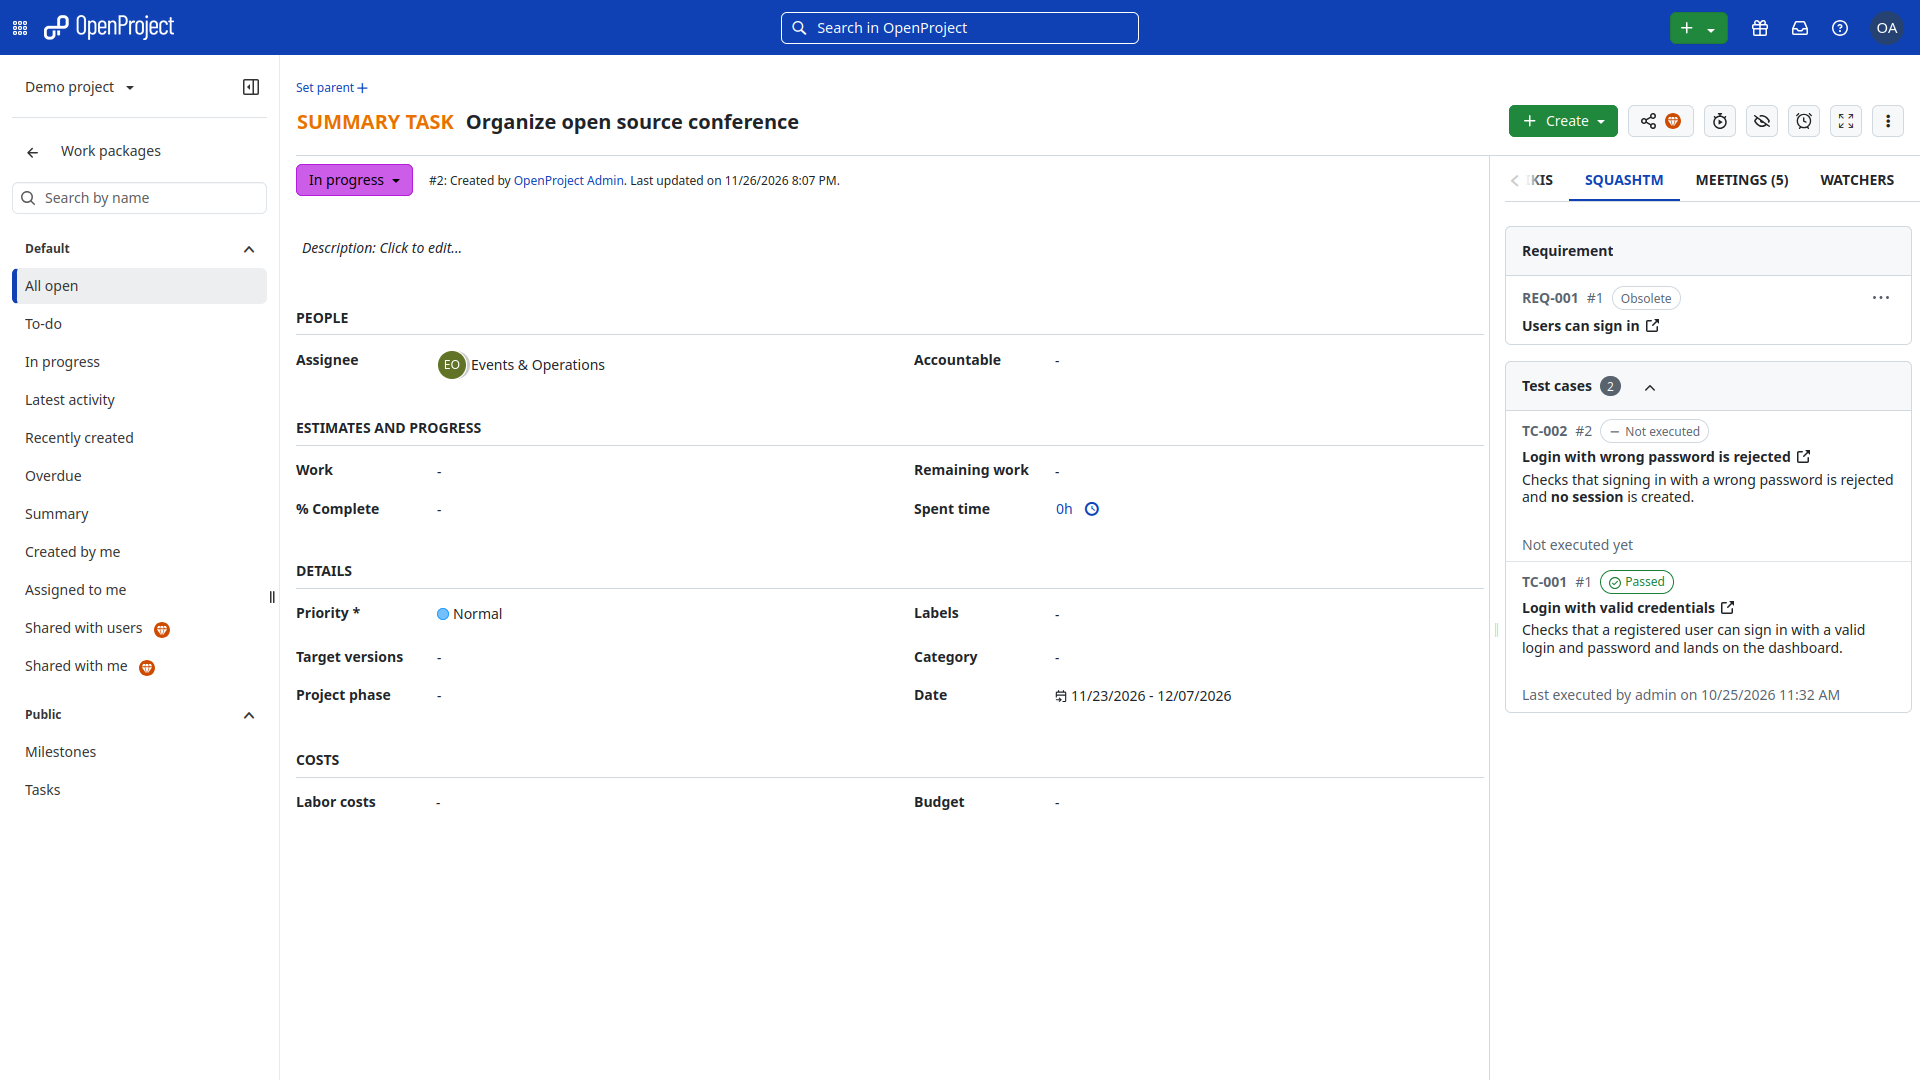 OpenProject
Search in OpenProject
OA
Demo project
Work packages
Search by name
Default
All open
To-do
In progress
Latest activity
Recently created
Overdue
Summary
Created by me
Assigned to me
Shared with users
Shared with me
Public
Milestones
Tasks
Set parent
SUMMARY TASK Organize open source conference
Create
In progress
#2: Created by OpenProject Admin. Last updated on 11/26/2026 8:07 PM.
Description: Click to edit...
PEOPLE
Assignee
EO Events & Operations
Accountable
-
ESTIMATES AND PROGRESS
Work
-
Remaining work
-
% Complete
-
Spent time
0h
DETAILS
Priority *
Normal
Labels
-
Target versions
-
Category
-
Project phase
-
Date
11/23/2026 - 12/07/2026
COSTS
Labor costs
-
Budget
-
KIS
SQUASHTM
MEETINGS (5)
WATCHERS
Requirement
REQ-001 #1 Obsolete
Users can sign in
Test cases 2
TC-002 #2 Not executed
Login with wrong password is rejected
Checks that signing in with a wrong password is rejected
and no session is created.
Not executed yet
TC-001 #1 Passed
Login with valid credentials
Checks that a registered user can sign in with a valid
login and password and lands on the dashboard.
Last executed by admin on 10/25/2026 11:32 AM